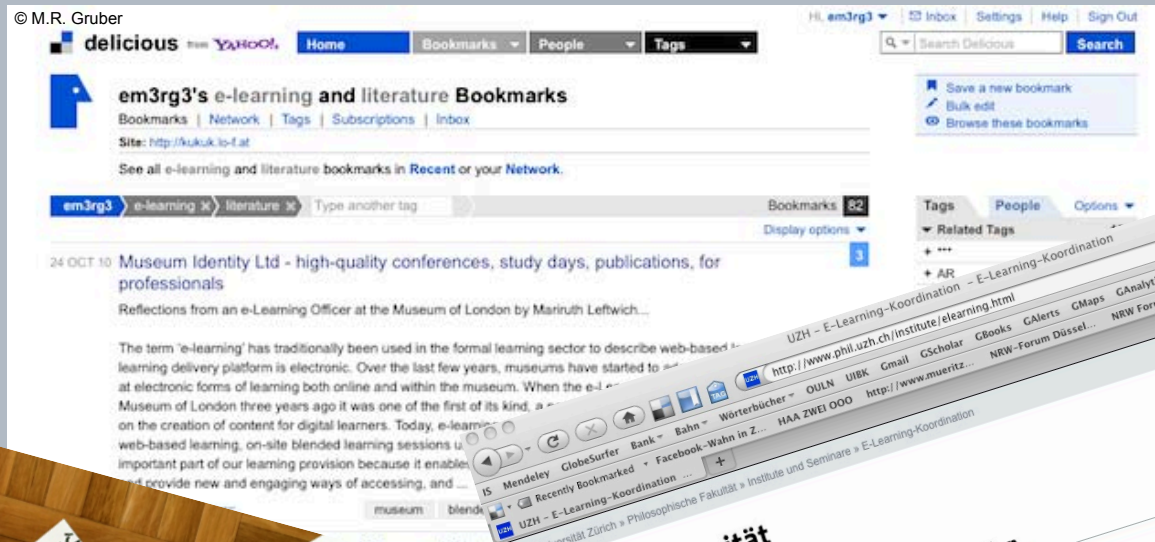 © M.R. Gruber
Hi, em3rg3 Inbox Settings Help Sign Out
delicious from YAHOO! Home Bookmarks People Tags Search Delicious Search
em3rg3's e-learning and literature Bookmarks
Bookmarks | Network | Tags | Subscriptions | Inbox
Site: http://kukuk.lo-f.at
See all e-learning and literature bookmarks in Recent or your Network.
Save a new bookmark
Bulk edit
Browse these bookmarks
em3rg3 e-learning x literature x Type another tag Bookmarks 82
Display options
Tags People Options
Related Tags
+ ***
+ AR
24 OCT 10 Museum Identity Ltd - high-quality conferences, study days, publications, for 3
professionals
Reflections from an e-Learning Officer at the Museum of London by Mariruth Leftwich...
The term 'e-learning' has traditionally been used in the formal learning sector to describe web-based
learning delivery platform is electronic. Over the last few years, museums have started to
at electronic forms of learning both online and within the museum. When the
Museum of London three years ago it was one of the first of its kind,
on the creation of content for digital learners. Today,
web-based learning, on-site blended learning sessions
important part of our learning provision because it
provide new and engaging ways of accessing, and ...
museum
UZH - E-Learning-Koordination - E-Learning-Koordination
http://www.phil.uzh.ch/institute/elearning.html
TAG
IS Mendeley GlobeSurfer Bank Bahn Wörterbücher OULN UIBK Gmail GScholar GBooks GAlerts GMaps
Recently Bookmarked Facebook-Wahn in Z... HAA ZWEI OOO http://www.mueritz... NRW-Forum Düssel...
UZH - E-Learning-Koordination ... +
Zürich » Philosophische Fakultät » Institute und Seminare » E-Learning-Koordination